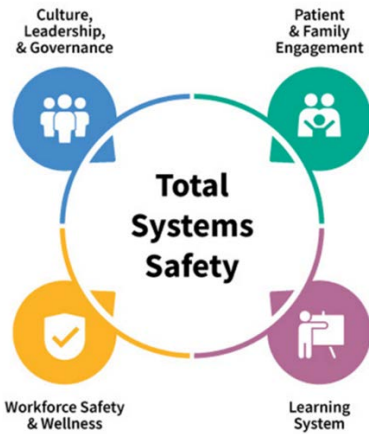 Culture,
Leadership,
& Governance
Patient
& Family
Engagement
Total
Systems
Safety
Workforce Safety
& Wellness
Learning
System